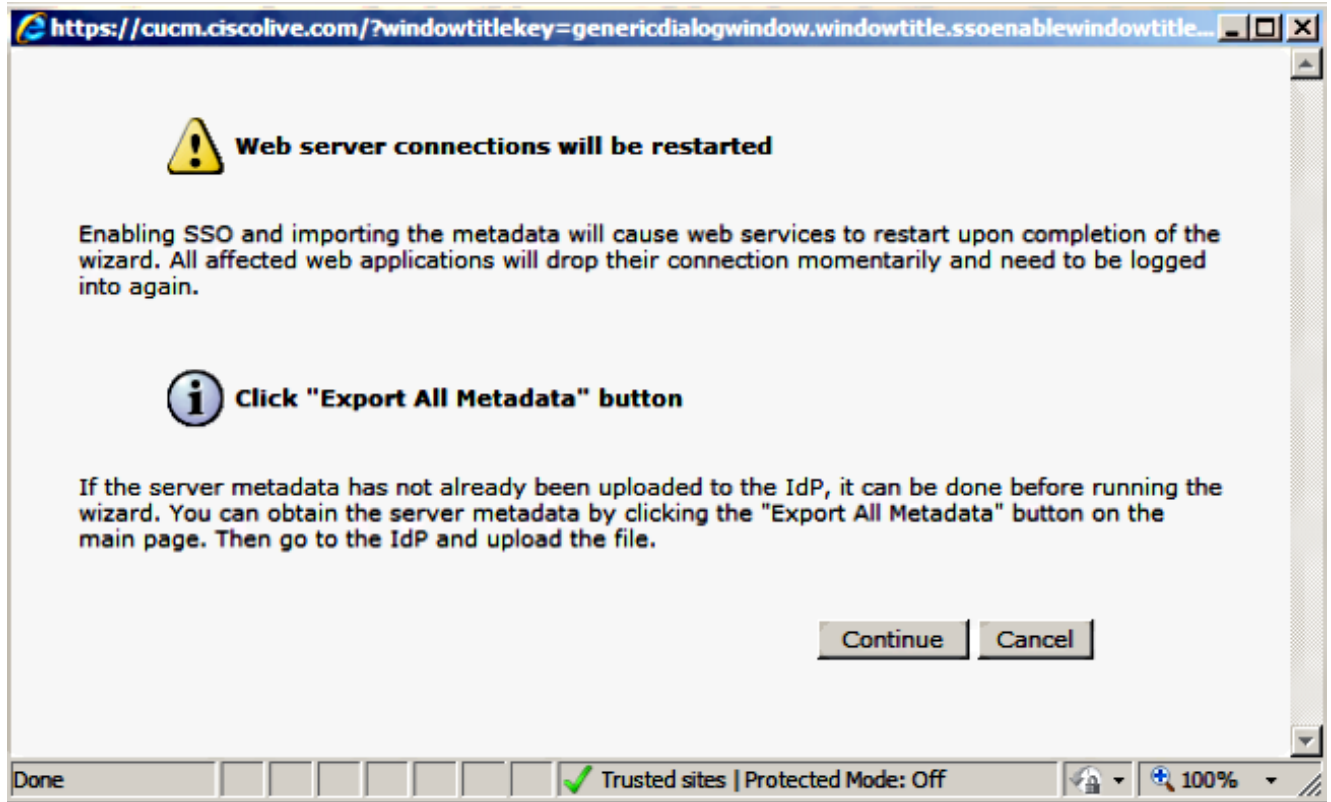 https://cucm.ciscolive.com/?windowtitlekey=genericdialogwindow.windowtitle.ssoenablewindowtitle...
Web server connections will be restarted
Enabling SSO and importing the metadata will cause web services to restart upon completion of the
wizard. All affected web applications will drop their connection momentarily and need to be logged
into again.
Click "Export All Metadata" button
If the server metadata has not already been uploaded to the IdP, it can be done before running the
wizard. You can obtain the server metadata by clicking the "Export All Metadata" button on the
main page. Then go to the IdP and upload the file.
Continue Cancel
Done Trusted sites | Protected Mode: Off 100%